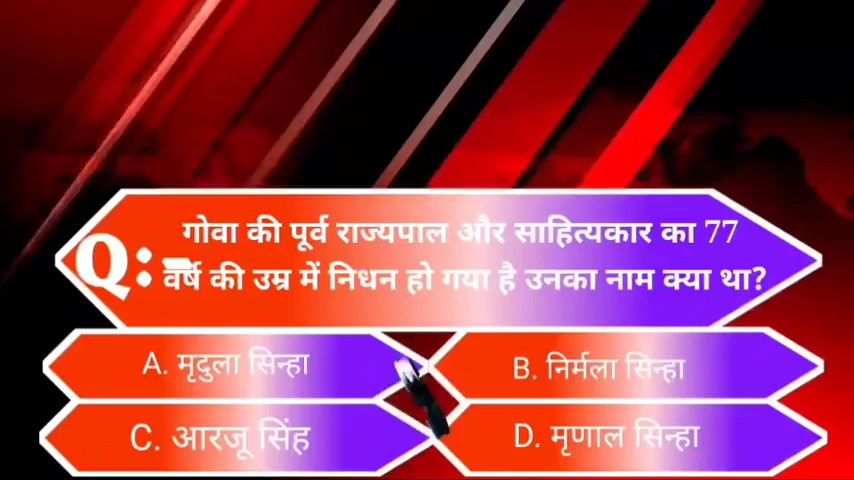 Q:- गोवा की पूर्व राज्यपाल और साहित्यकार का 77
वर्ष की उम्र में निधन हो गया है उनका नाम क्या था?
A. मृदुला सिन्हा
B. निर्मला सिन्हा
C. आरजू सिंह
D. मृणाल सिन्हा